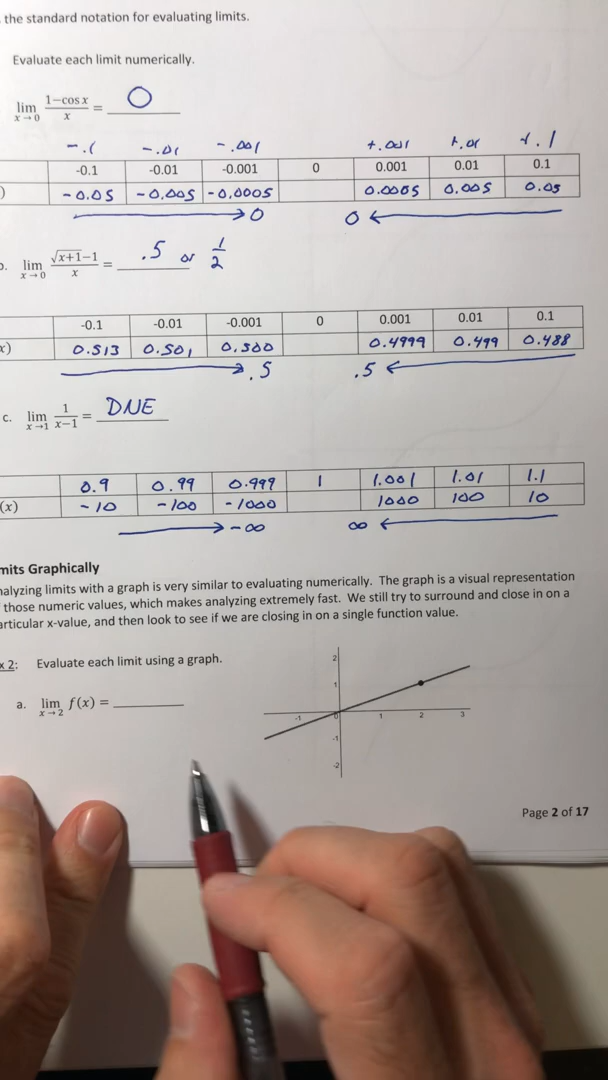 the standard notation for evaluating limits.
Evaluate each limit numerically.
lim x→0 (1−cos x)/x = 0
-.1 -.01 -.001 +.001 +.01 +.1
-0.1 -0.01 -0.001 0 0.001 0.01 0.1
) -0.05 -0.005 -0.0005 0.0005 0.005 0.05
→ 0 0 ←
b. lim x→0 (√(x+1)−1)/x = .5 or 1/2
-0.1 -0.01 -0.001 0 0.001 0.01 0.1
x) 0.513 0.501 0.500 0.4999 0.499 0.488
→ .5 .5 ←
c. lim x→1 1/(x−1) = DNE
0.9 0.99 0.999 1 1.001 1.01 1.1
(x) -10 -100 -1000 1000 100 10
→ -∞ ∞ ←
mits Graphically
nalyzing limits with a graph is very similar to evaluating numerically. The graph is a visual representation
those numeric values, which makes analyzing extremely fast. We still try to surround and close in on a
articular x-value, and then look to see if we are closing in on a single function value.
x 2: Evaluate each limit using a graph.
a. lim x→2 f(x) = ________
2
1
-1 0 1 2 3
-1
-2
Page 2 of 17